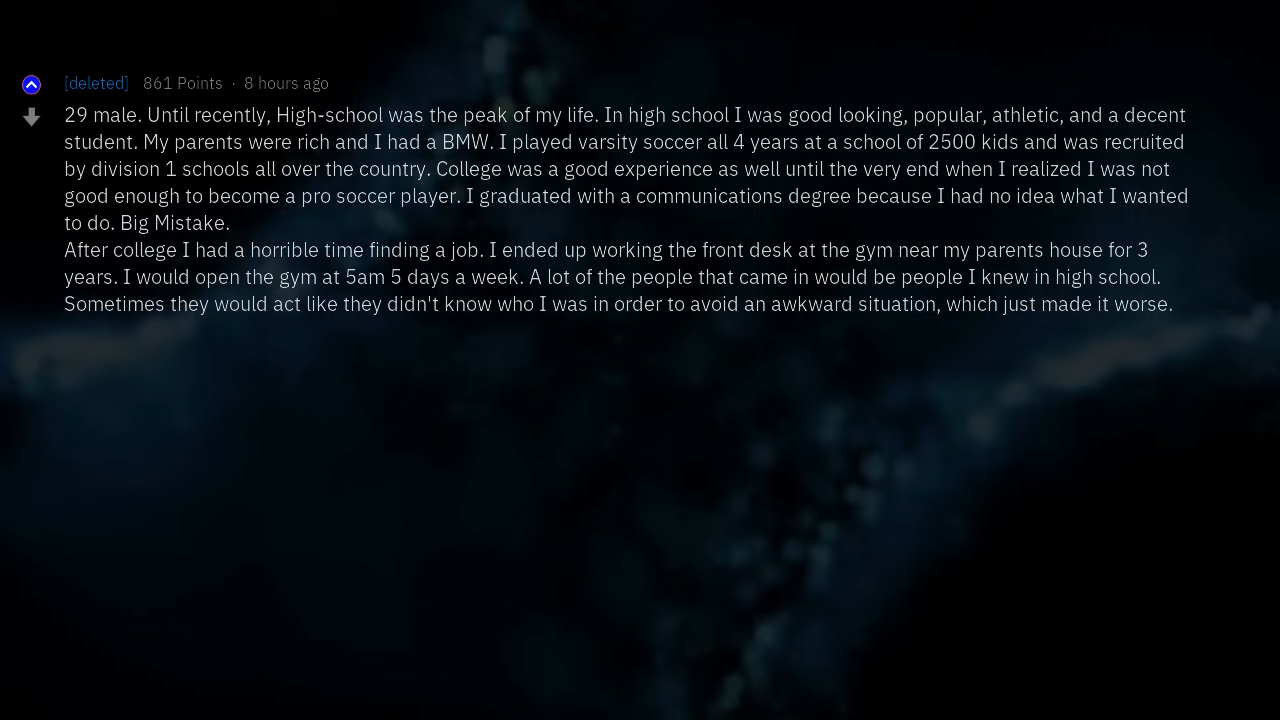 [deleted] 861 Points · 8 hours ago
29 male. Until recently, High-school was the peak of my life. In high school I was good looking, popular, athletic, and a decent
student. My parents were rich and I had a BMW. I played varsity soccer all 4 years at a school of 2500 kids and was recruited
by division 1 schools all over the country. College was a good experience as well until the very end when I realized I was not
good enough to become a pro soccer player. I graduated with a communications degree because I had no idea what I wanted
to do. Big Mistake.
After college I had a horrible time finding a job. I ended up working the front desk at the gym near my parents house for 3
years. I would open the gym at 5am 5 days a week. A lot of the people that came in would be people I knew in high school.
Sometimes they would act like they didn't know who I was in order to avoid an awkward situation, which just made it worse.